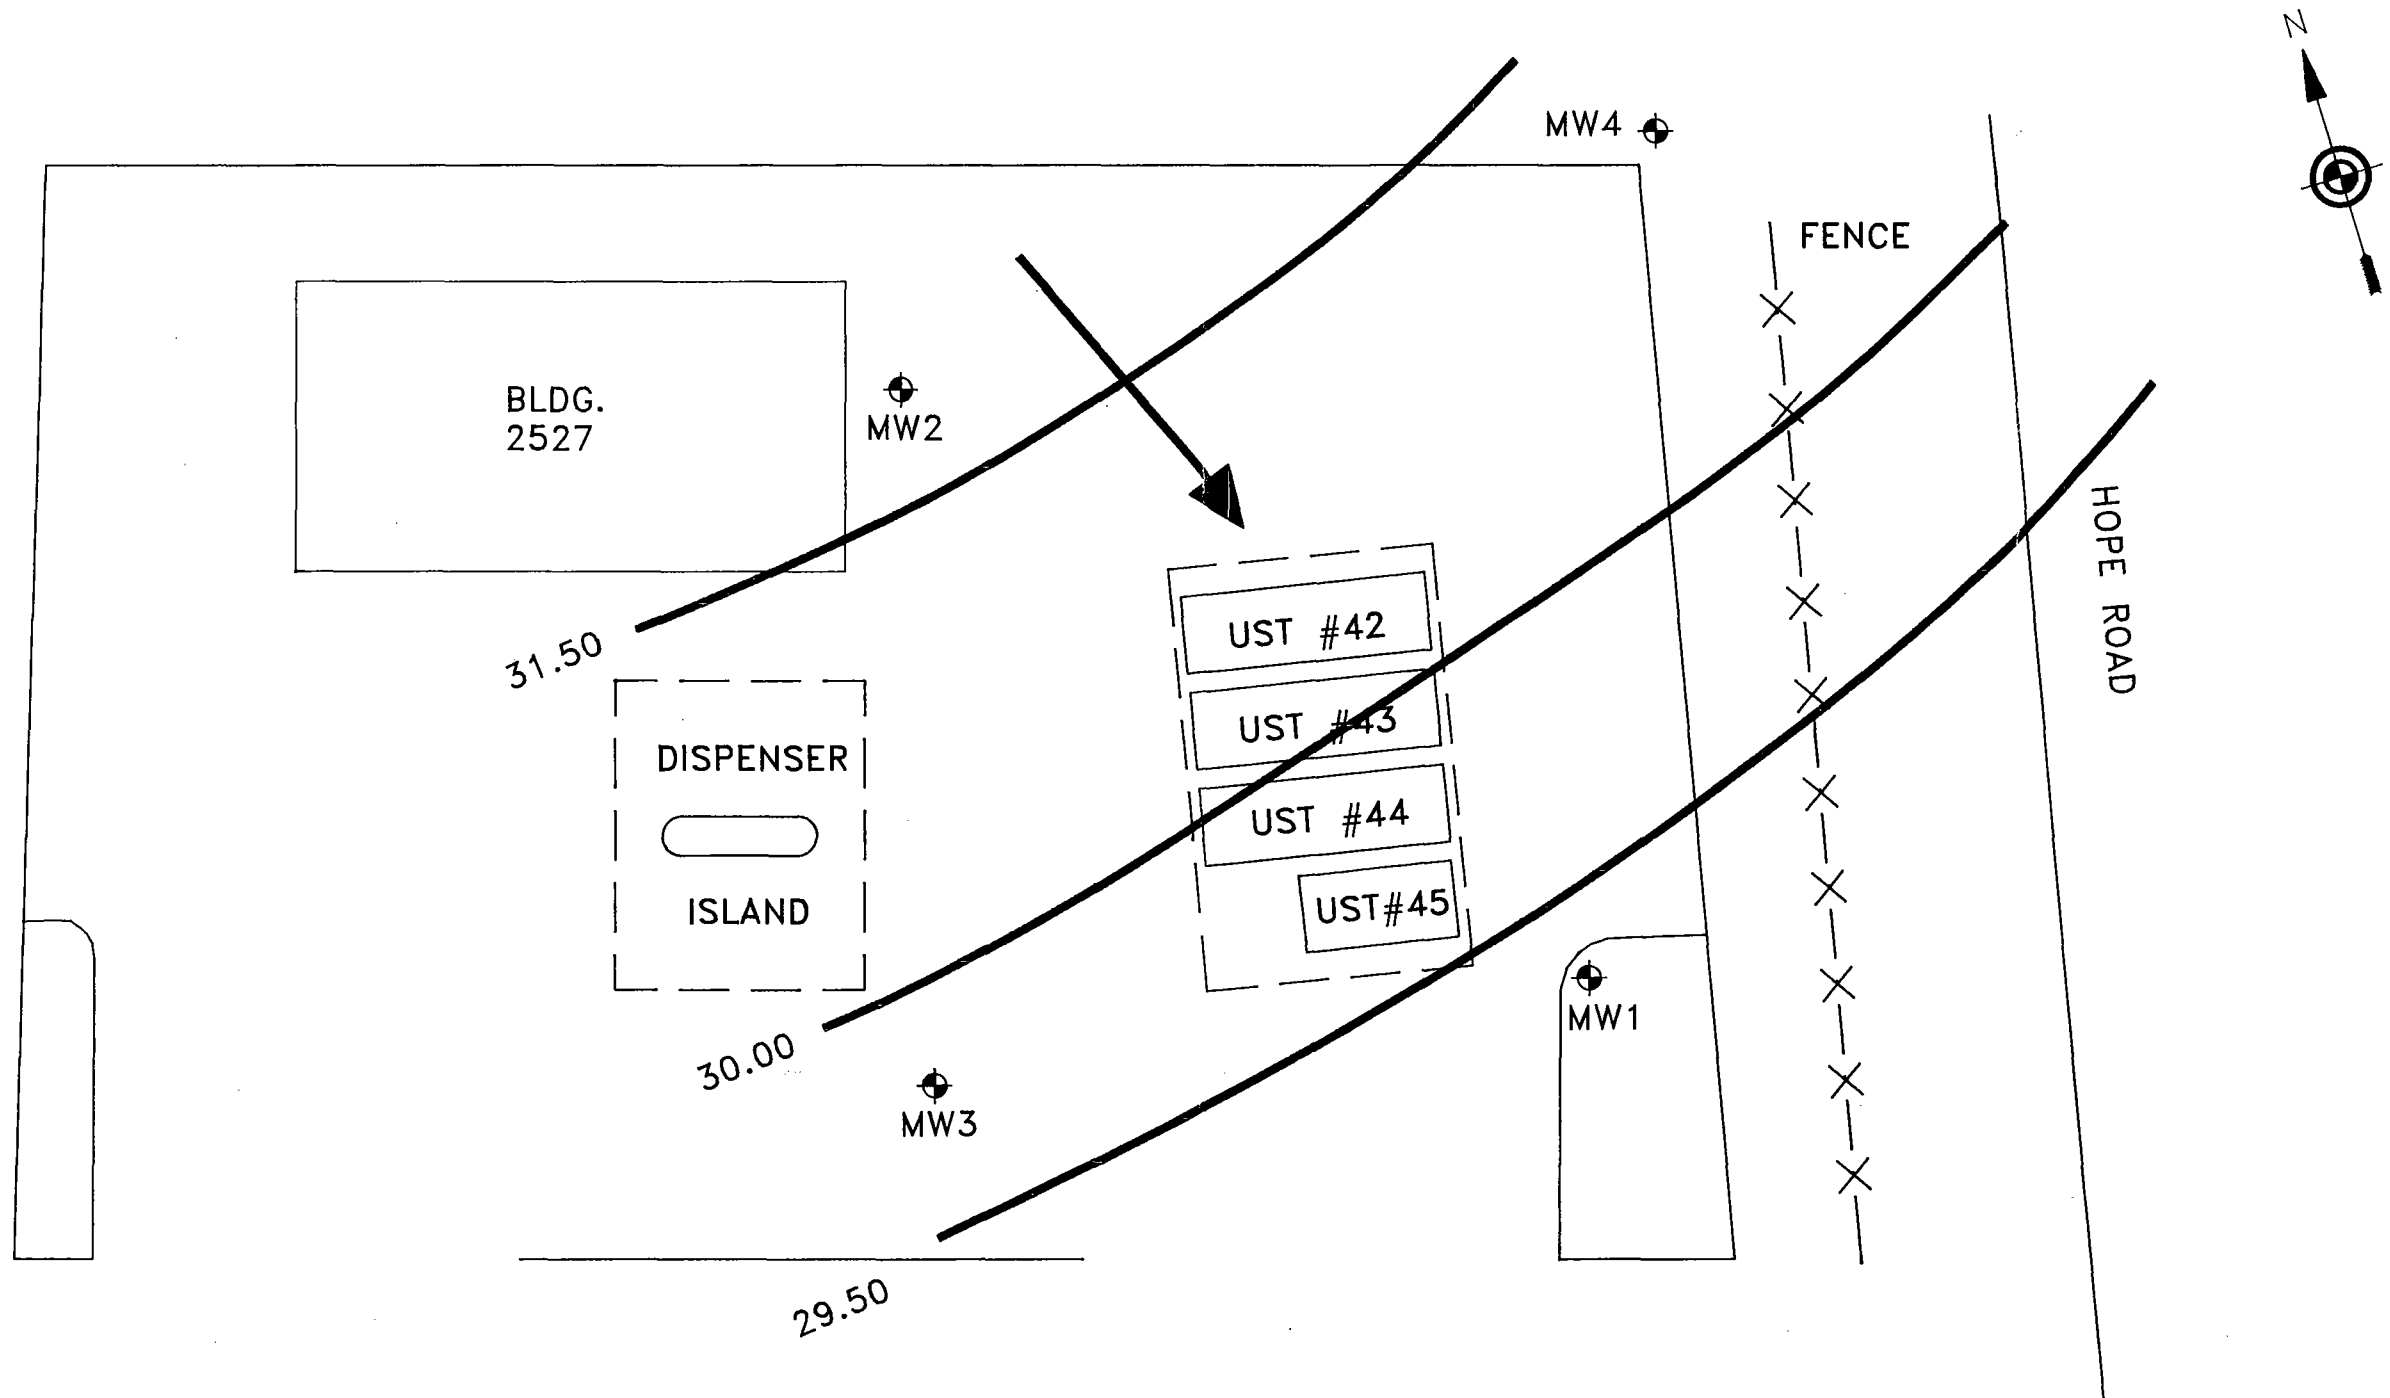 N
MW4
FENCE
BLDG.
2527
MW2
HOPE ROAD
31.50
UST #42
UST #43
UST #44
UST#45
DISPENSER
ISLAND
30.00
MW1
MW3
29.50